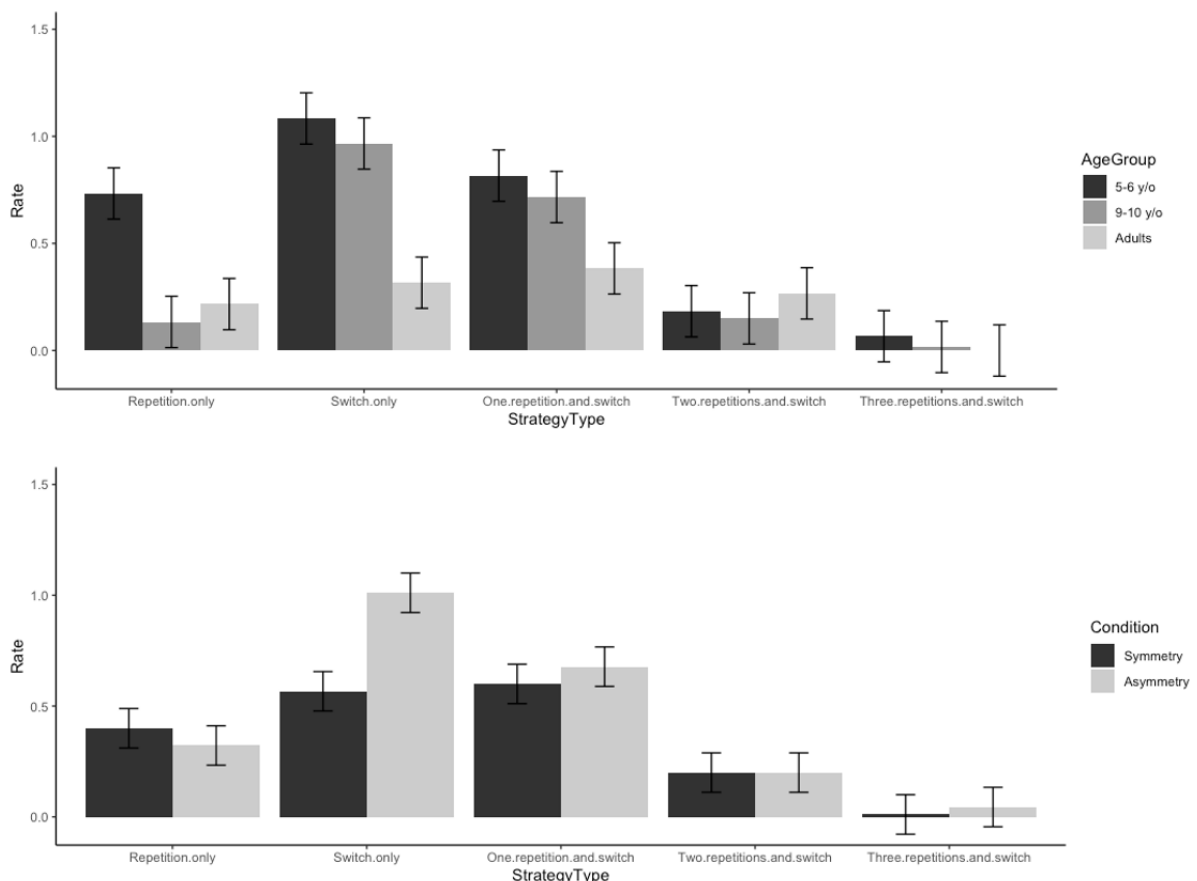 1.5
1.0
0.5
0.0
Rate
Repetition.only Switch.only One.repetition.and.switch Two.repetitions.and.switch Three.repetitions.and.switch
StrategyType
AgeGroup
5-6 y/o
9-10 y/o
Adults
1.5
1.0
0.5
0.0
Rate
Repetition.only Switch.only One.repetition.and.switch Two.repetitions.and.switch Three.repetitions.and.switch
StrategyType
Condition
Symmetry
Asymmetry